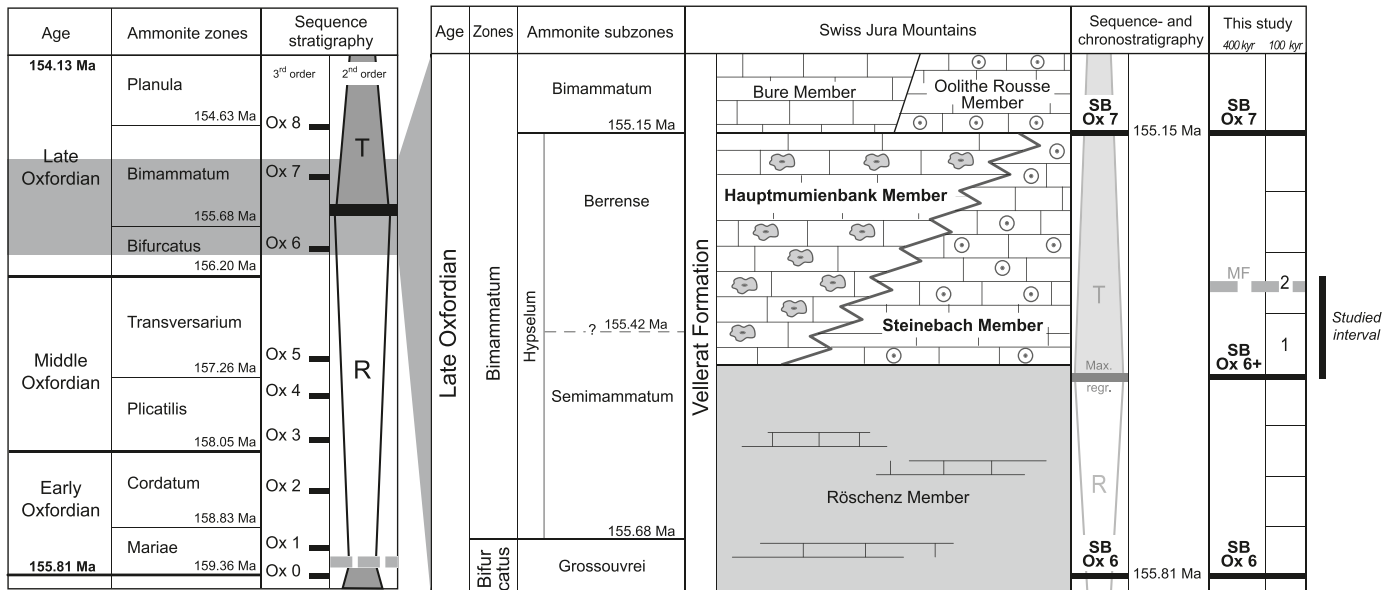 Age
Ammonite zones
Sequence
stratigraphy
154.13 Ma
3rd order
2nd order
Planula
154.63 Ma
Ox 8
T
Late
Oxfordian
Bimammatum
Ox 7
155.68 Ma
Bifurcatus
Ox 6
156.20 Ma
Transversarium
Middle
Oxfordian
157.26 Ma
Ox 5
R
Ox 4
Plicatilis
158.05 Ma
Ox 3
Early
Oxfordian
Cordatum
Ox 2
158.83 Ma
Mariae
Ox 1
155.81 Ma
159.36 Ma
Ox 0
Age
Zones
Ammonite subzones
Swiss Jura Mountains
Sequence- and
chronostratigraphy
This study
400 kyr
100 kyr
Late Oxfordian
Bimammatum
Bifur
catus
Hypselum
Bimammatum
155.15 Ma
Berrense
? 155.42 Ma
Semimammatum
155.68 Ma
Grossouvrei
Vellerat Formation
Bure Member
Oolithe Rousse
Member
Hauptmumienbank Member
Steinebach Member
Röschenz Member
SB
Ox 7
155.15 Ma
T
Max.
regr.
R
SB
Ox 6
155.81 Ma
SB
Ox 7
MF
2
1
SB
Ox 6+
SB
Ox 6
Studied
interval